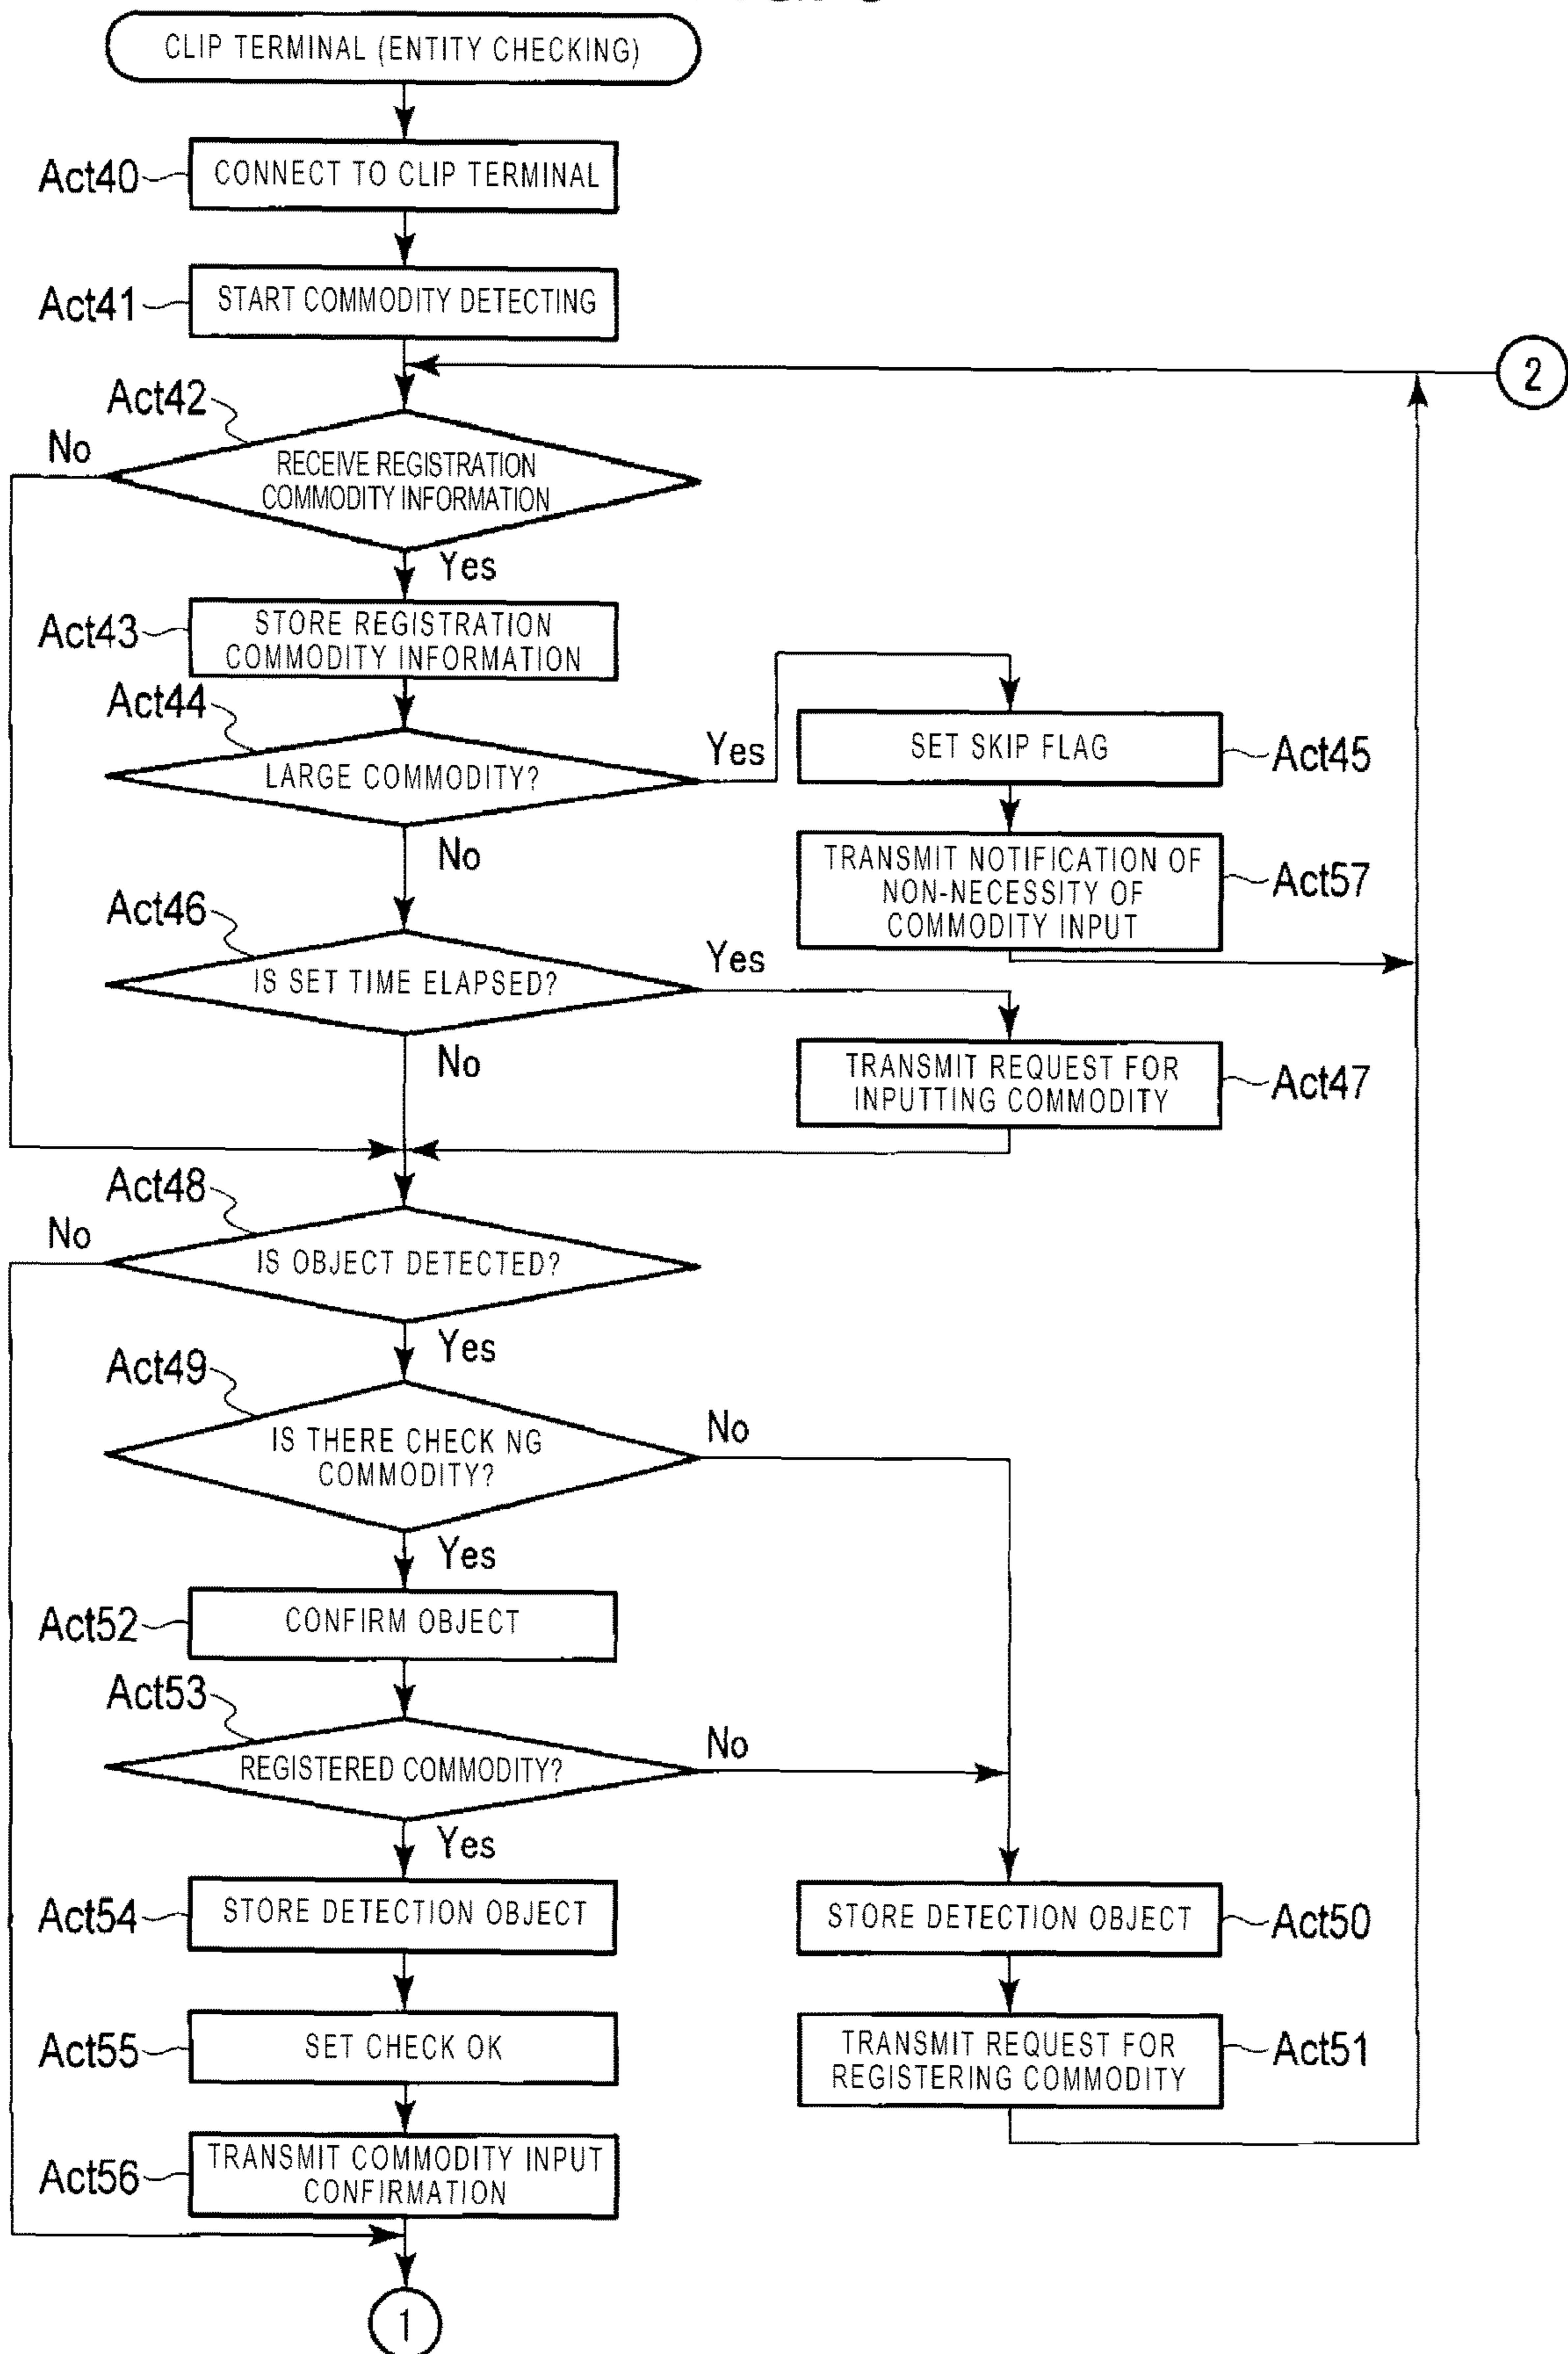 CLIP TERMINAL (ENTITY CHECKING)
Act40
CONNECT TO CLIP TERMINAL
Act41
START COMMODITY DETECTING
2
Act42
No
RECEIVE REGISTRATION
COMMODITY INFORMATION
Yes
Act43
STORE REGISTRATION
COMMODITY INFORMATION
Act44
LARGE COMMODITY?
Yes
SET SKIP FLAG
Act45
No
TRANSMIT NOTIFICATION OF
NON-NECESSITY OF
COMMODITY INPUT
Act57
Act46
IS SET TIME ELAPSED?
Yes
No
TRANSMIT REQUEST FOR
INPUTTING COMMODITY
Act47
Act48
No
IS OBJECT DETECTED?
Yes
Act49
IS THERE CHECK NG
COMMODITY?
No
Yes
Act52
CONFIRM OBJECT
Act53
REGISTERED COMMODITY?
No
Yes
Act54
STORE DETECTION OBJECT
STORE DETECTION OBJECT
Act50
Act55
SET CHECK OK
TRANSMIT REQUEST FOR
REGISTERING COMMODITY
Act51
Act56
TRANSMIT COMMODITY INPUT
CONFIRMATION
1